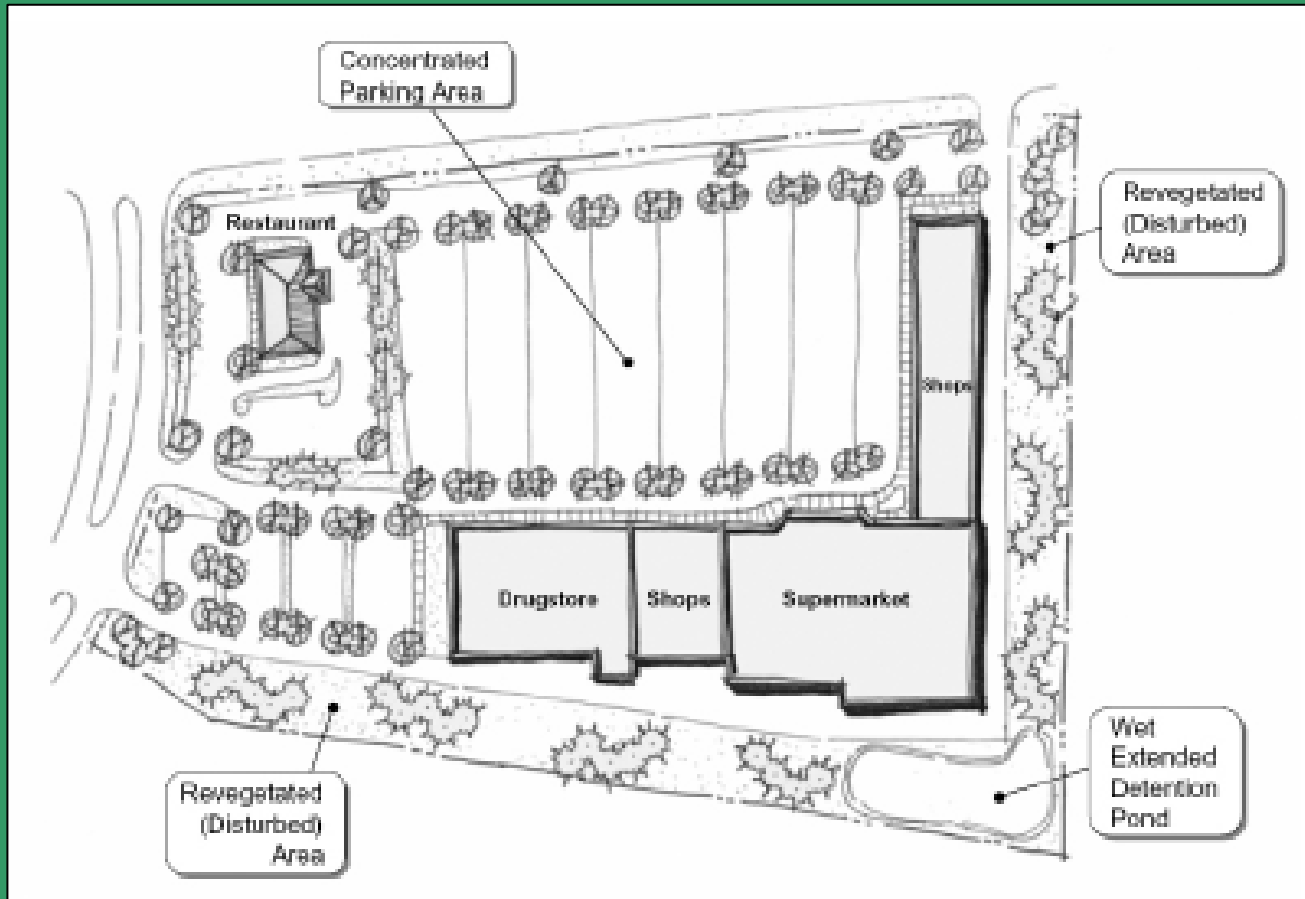 Concentrated
Parking Area
Restaurant
Revegetated
(Disturbed)
Area
Shops
Drugstore
Shops
Supermarket
Wet
Extended
Detention
Pond
Revegetated
(Disturbed)
Area